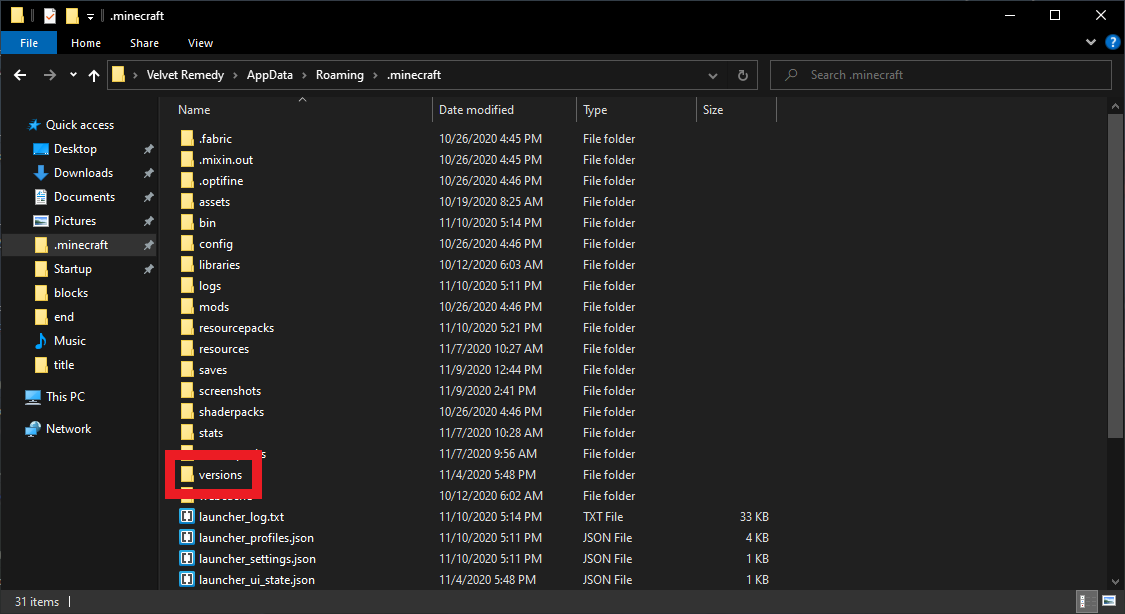 .minecraft
File Home Share View
Velvet Remedy AppData Roaming .minecraft
Search .minecraft
Name Date modified Type Size
Quick access
Desktop
Downloads
Documents
Pictures
.minecraft
Startup
blocks
end
Music
title
This PC
Network
.fabric 10/26/2020 4:45 PM File folder
.mixin.out 10/26/2020 4:45 PM File folder
.optifine 10/26/2020 4:46 PM File folder
assets 10/19/2020 8:25 AM File folder
bin 11/10/2020 5:14 PM File folder
config 10/26/2020 4:46 PM File folder
libraries 10/12/2020 6:03 AM File folder
logs 11/10/2020 5:11 PM File folder
mods 10/26/2020 4:46 PM File folder
resourcepacks 11/10/2020 5:21 PM File folder
resources 11/7/2020 10:27 AM File folder
saves 11/9/2020 12:44 PM File folder
screenshots 11/9/2020 2:41 PM File folder
shaderpacks 10/26/2020 4:46 PM File folder
stats 11/7/2020 10:28 AM File folder
11/7/2020 9:56 AM File folder
versions 11/4/2020 5:48 PM File folder
10/12/2020 6:02 AM File folder
launcher_log.txt 11/10/2020 5:14 PM TXT File 33 KB
launcher_profiles.json 11/10/2020 5:11 PM JSON File 4 KB
launcher_settings.json 11/10/2020 5:11 PM JSON File 1 KB
launcher_ui_state.json 11/4/2020 5:48 PM JSON File 1 KB
31 items